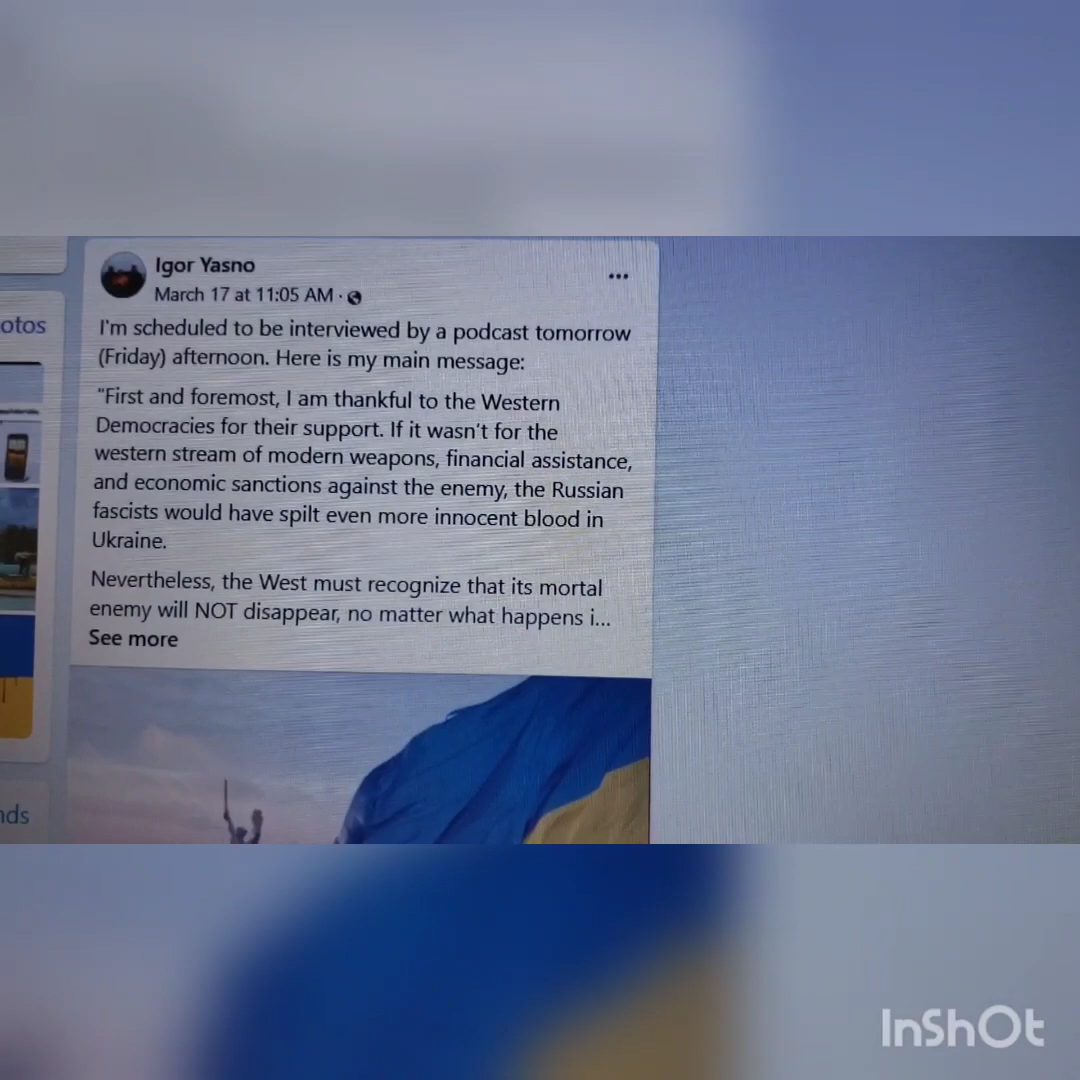 Igor Yasno
March 17 at 11:05 AM ·
otos
I'm scheduled to be interviewed by a podcast tomorrow
(Friday) afternoon. Here is my main message:
"First and foremost, I am thankful to the Western
Democracies for their support. If it wasn't for the
western stream of modern weapons, financial assistance,
and economic sanctions against the enemy, the Russian
fascists would have spilt even more innocent blood in
Ukraine.
Nevertheless, the West must recognize that its mortal
enemy will NOT disappear, no matter what happens i...
See more
nds
InShOt